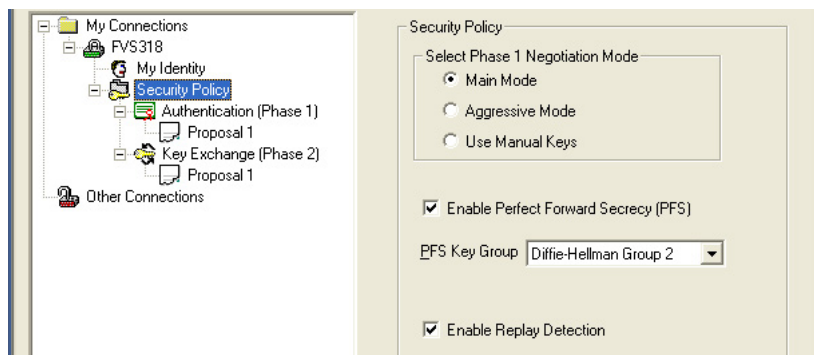 My Connections
FVS318
My Identity
Security Policy
Authentication (Phase 1)
Proposal 1
Key Exchange (Phase 2)
Proposal 1
Other Connections
Security Policy
Select Phase 1 Negotiation Mode
Main Mode
Aggressive Mode
Use Manual Keys
Enable Perfect Forward Secrecy (PFS)
PFS Key Group Diffie-Hellman Group 2
Enable Replay Detection